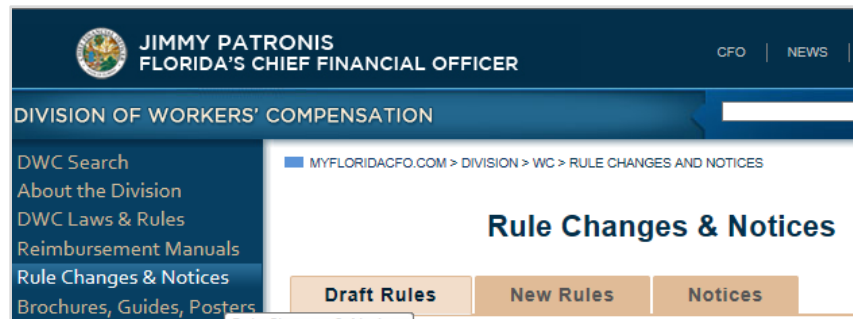 JIMMY PATRONIS
FLORIDA'S CHIEF FINANCIAL OFFICER
CFO | NEWS |
DIVISION OF WORKERS' COMPENSATION
MYFLORIDACFO.COM > DIVISION > WC > RULE CHANGES AND NOTICES
DWC Search
About the Division
DWC Laws & Rules
Reimbursement Manuals
Rule Changes & Notices
Brochures, Guides, Posters
Rule Changes & Notices
Draft Rules
New Rules
Notices